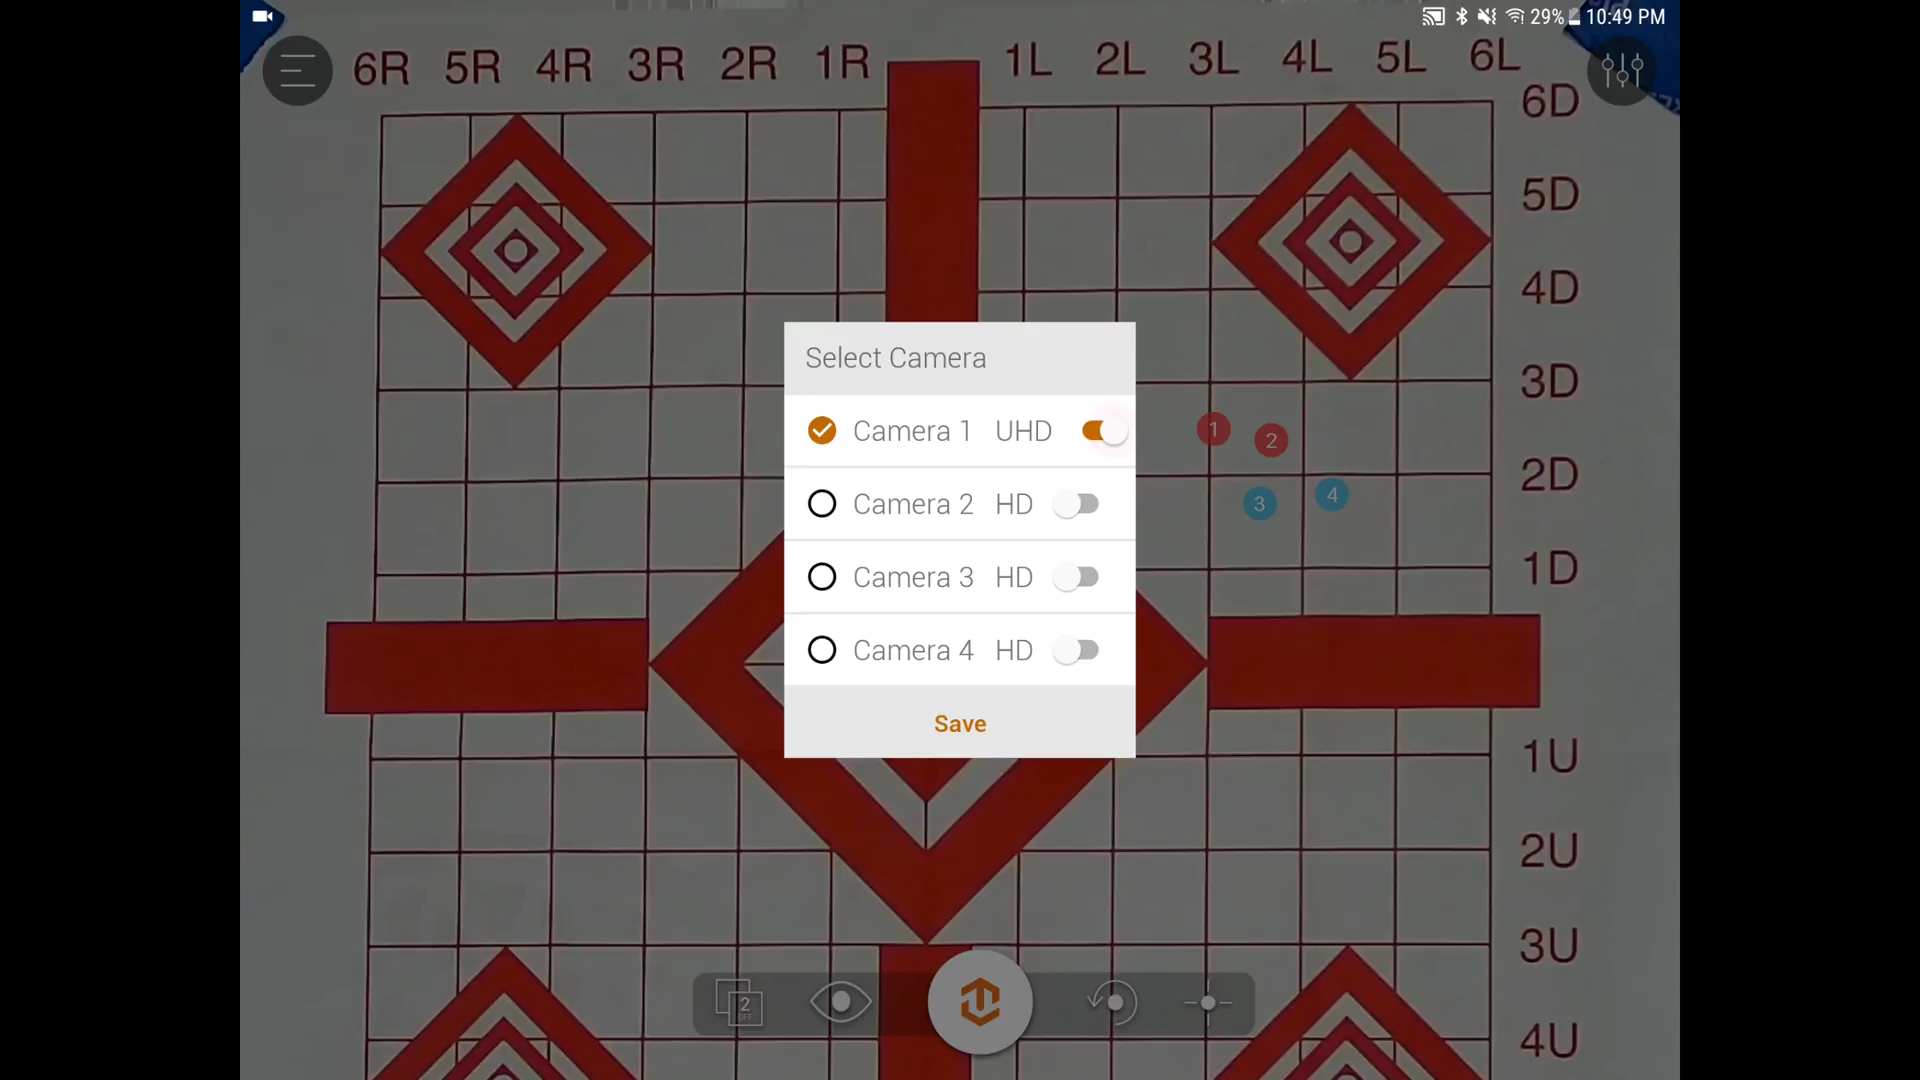 29% 10:49 PM
6R 5R 4R 3R 2R 1R 1L 2L 3L 4L 5L 6L
6D
5D
4D
3D
2D
1D
1U
2U
3U
4U
Select Camera
Camera 1 UHD
Camera 2 HD
Camera 3 HD
Camera 4 HD
Save
1
2
3
4
2
OFF